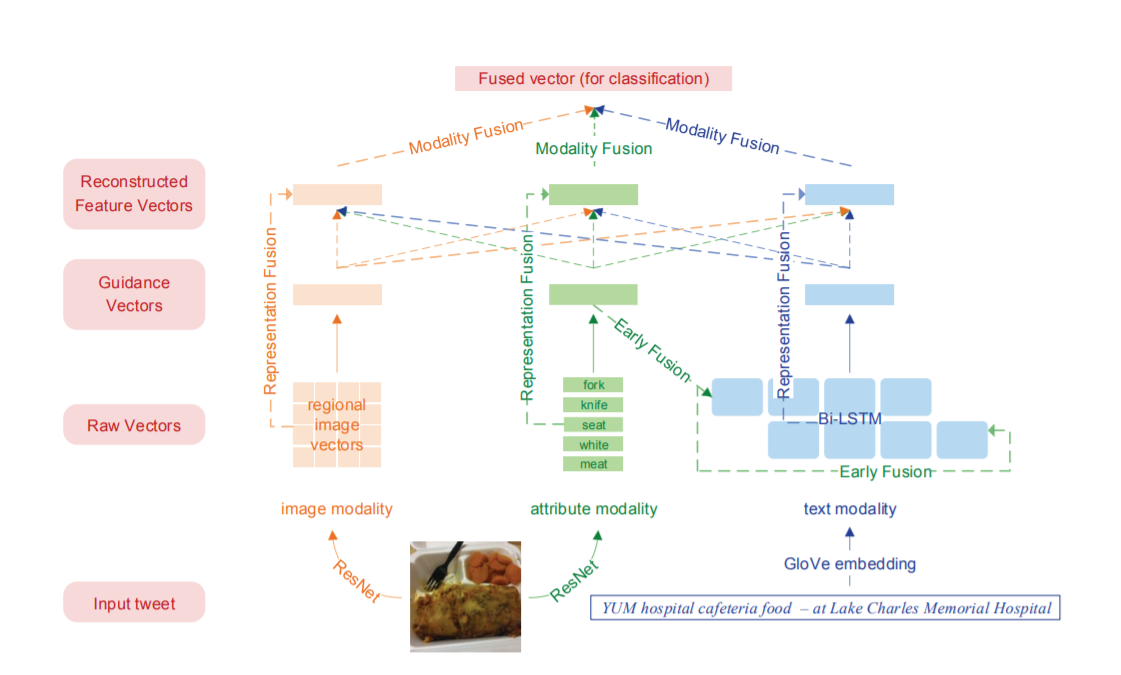 Fused vector (for classification)
Modality Fusion
Modality Fusion
Modality Fusion
Reconstructed
Feature Vectors
Representation Fusion
Representation Fusion
Representation Fusion
Guidance
Vectors
Early Fusion
Raw Vectors
regional
image
vectors
fork
knife
seat
white
meat
Bi-LSTM
Early Fusion
image modality
attribute modality
text modality
ResNet
ResNet
GloVe embedding
Input tweet
YUM hospital cafeteria food – at Lake Charles Memorial Hospital